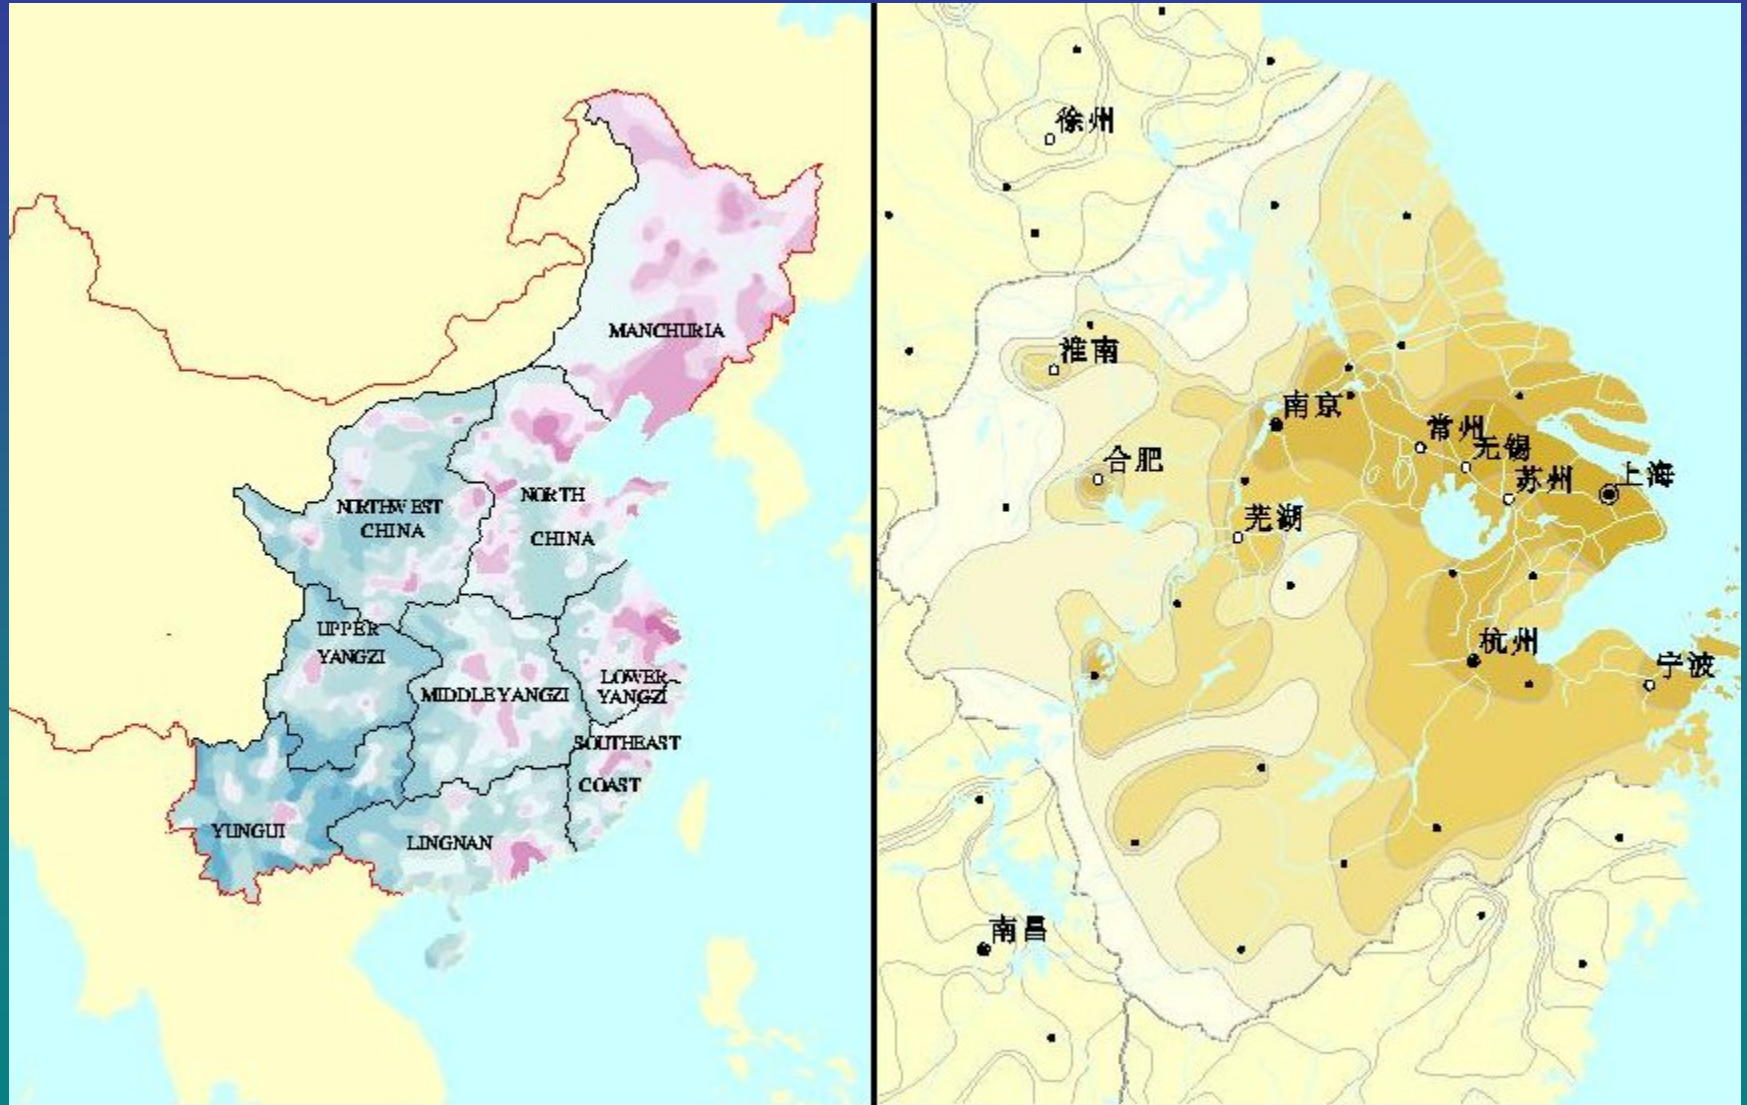 MANCHURIA
NORTHWEST
CHINA
NORTH
CHINA
UPPER
YANGZI
MIDDLE YANGZI
LOWER
YANGZI
SOUTHEAST
COAST
YUNGUI
LINGNAN
徐州
淮南
南京
常州
无锡
合肥
苏州
上海
芜湖
杭州
宁波
南昌